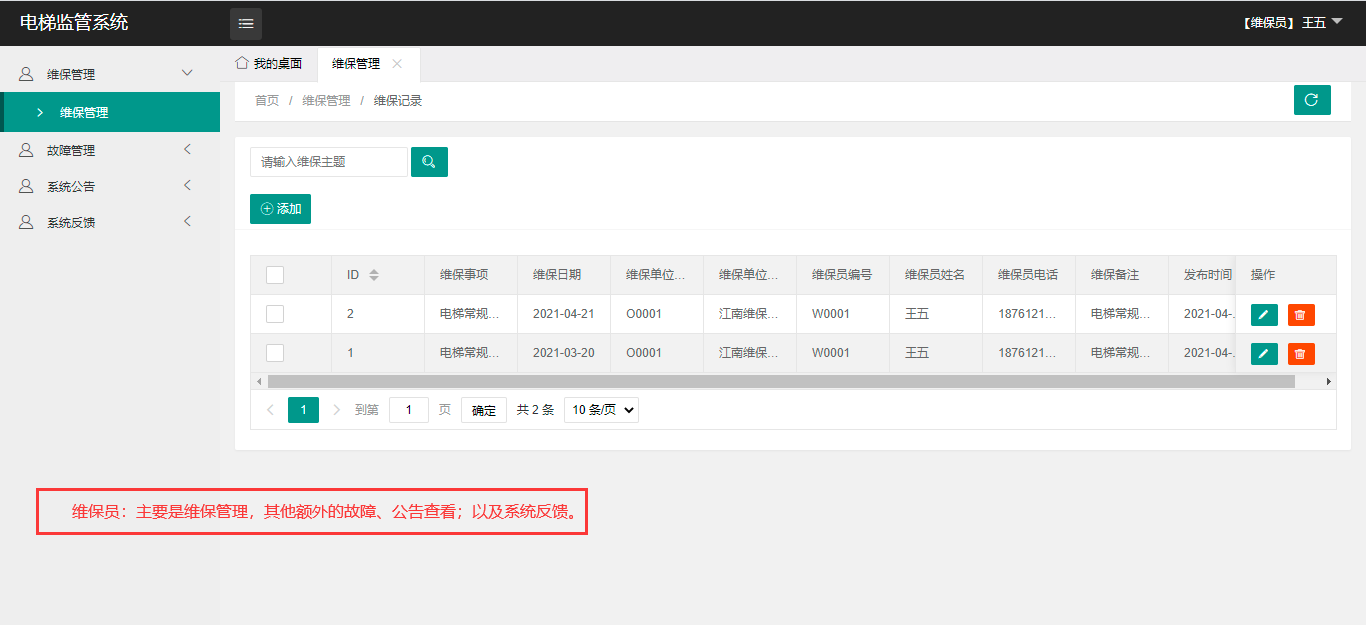 电梯监管系统
【维保员】 王五
维保管理
维保管理
故障管理
系统公告
系统反馈
我的桌面
维保管理
首页 / 维保管理 / 维保记录
请输入维保主题
添加
ID 维保事项 维保日期 维保单位... 维保单位... 维保员编号 维保员姓名 维保员电话 维保备注 发布时间 操作
2 电梯常规... 2021-04-21 O0001 江南维保... W0001 王五 1876121... 电梯常规... 2021-04-..
1 电梯常规... 2021-03-20 O0001 江南维保... W0001 王五 1876121... 电梯常规... 2021-04-..
1 到第 1 页 确定 共 2 条 10 条/页
维保员：主要是维保管理，其他额外的故障、公告查看；以及系统反馈。